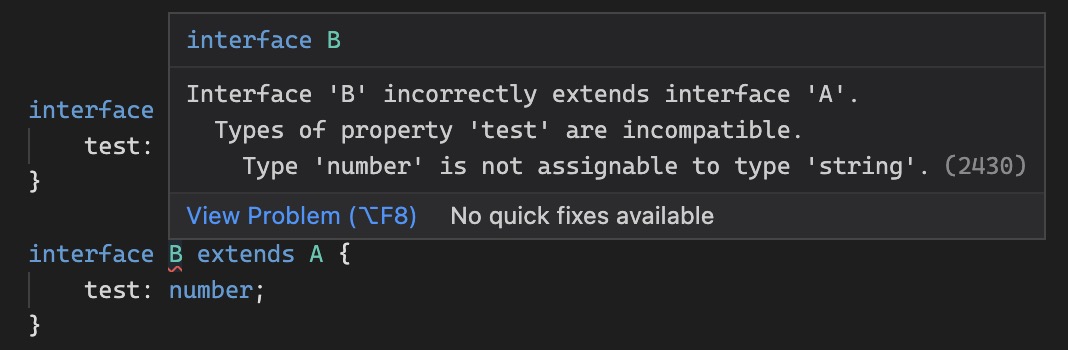 interface B
Interface 'B' incorrectly extends interface 'A'.
Types of property 'test' are incompatible.
Type 'number' is not assignable to type 'string'. (2430)
View Problem (⌥F8) No quick fixes available
interface
test:
}
interface B extends A {
test: number;
}